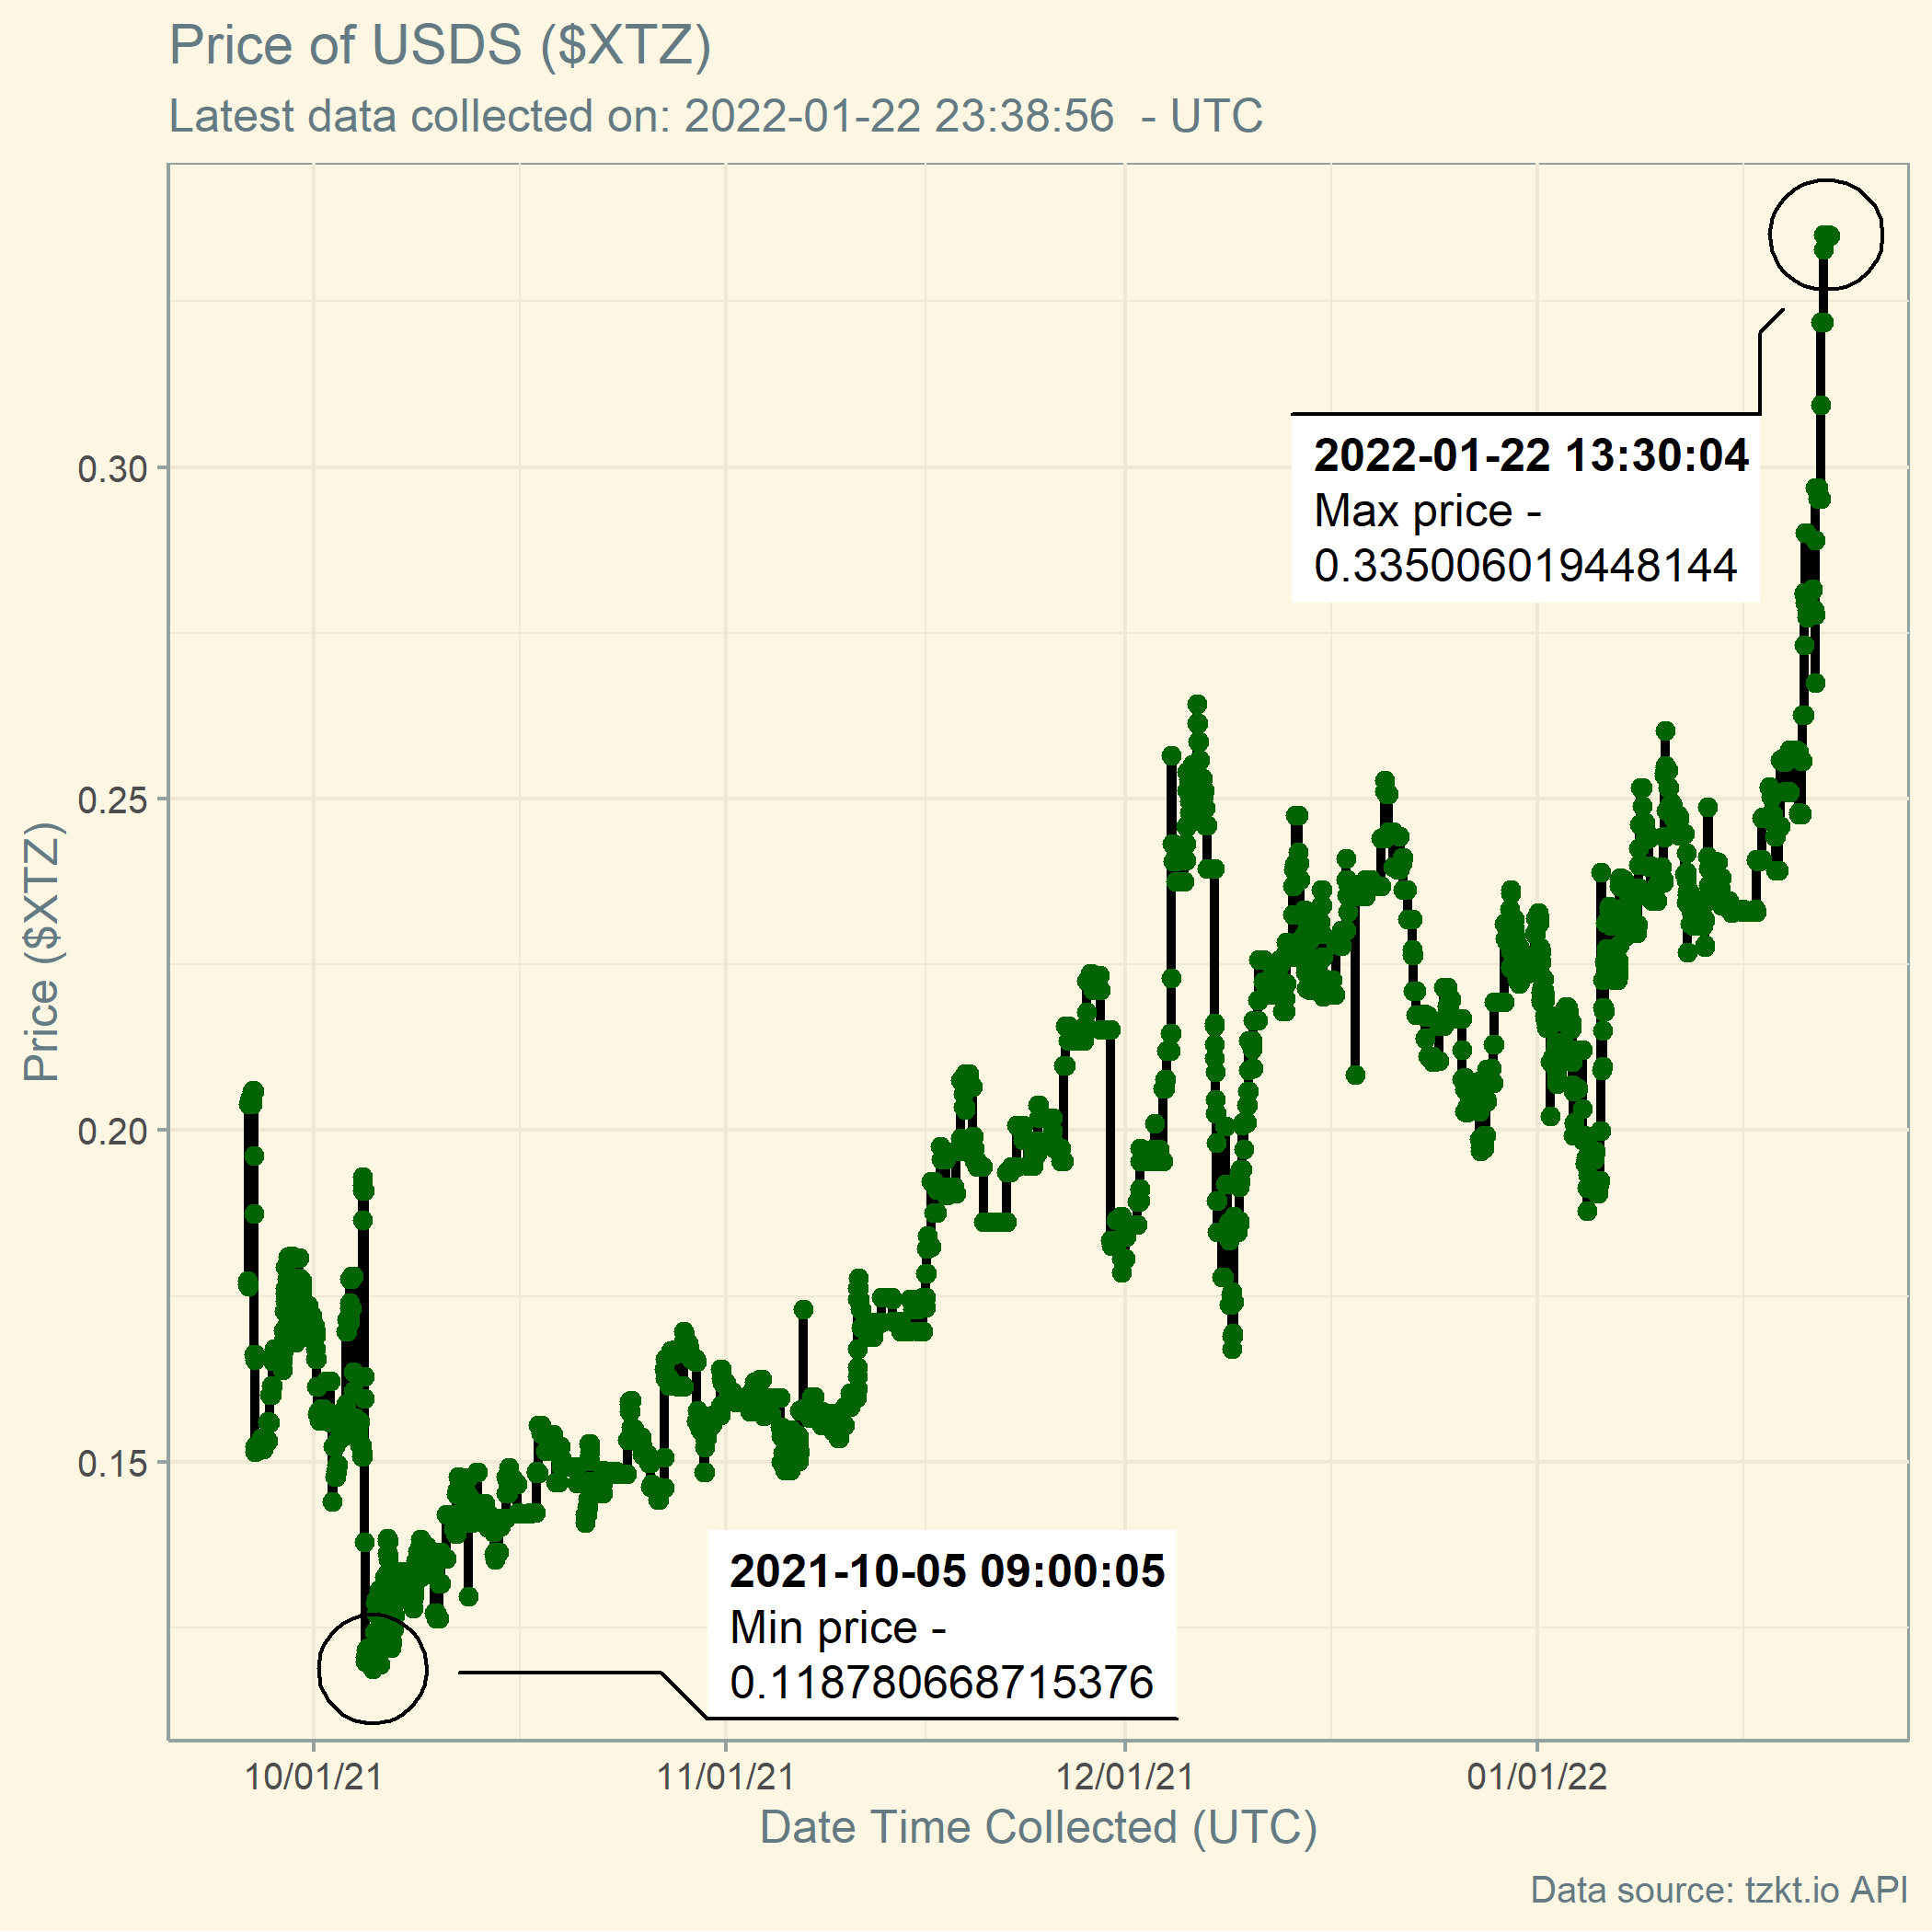 Price of USDS ($XTZ)
Latest data collected on: 2022-01-22 23:38:56  - UTC
2022-01-22 13:30:04
Max price -
0.335006019448144
0.30
0.25
0.20
0.15
Price ($XTZ)
2021-10-05 09:00:05
Min price -
0.118780668715376
10/01/21
11/01/21
12/01/21
01/01/22
Date Time Collected (UTC)
Data source: tzkt.io API